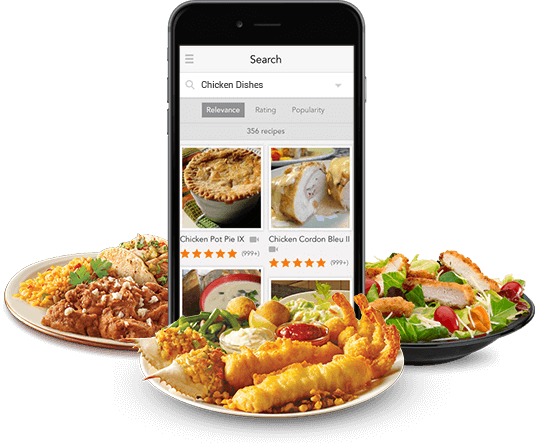 Search
Chicken Dishes
Relevance Rating Popularity
356 recipes
Chicken Pot Pie IX
(999+)
Chicken Cordon Bleu II
(999+)